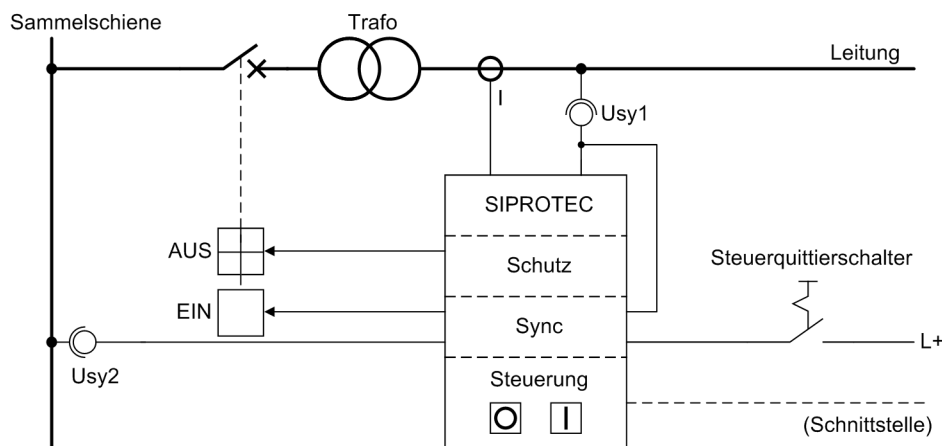 Sammelschiene
Trafo
Leitung
I
Usy1
SIPROTEC
AUS
Schutz
Steuerquittierschalter
EIN
Sync
L+
Usy2
Steuerung
(Schnittstelle)